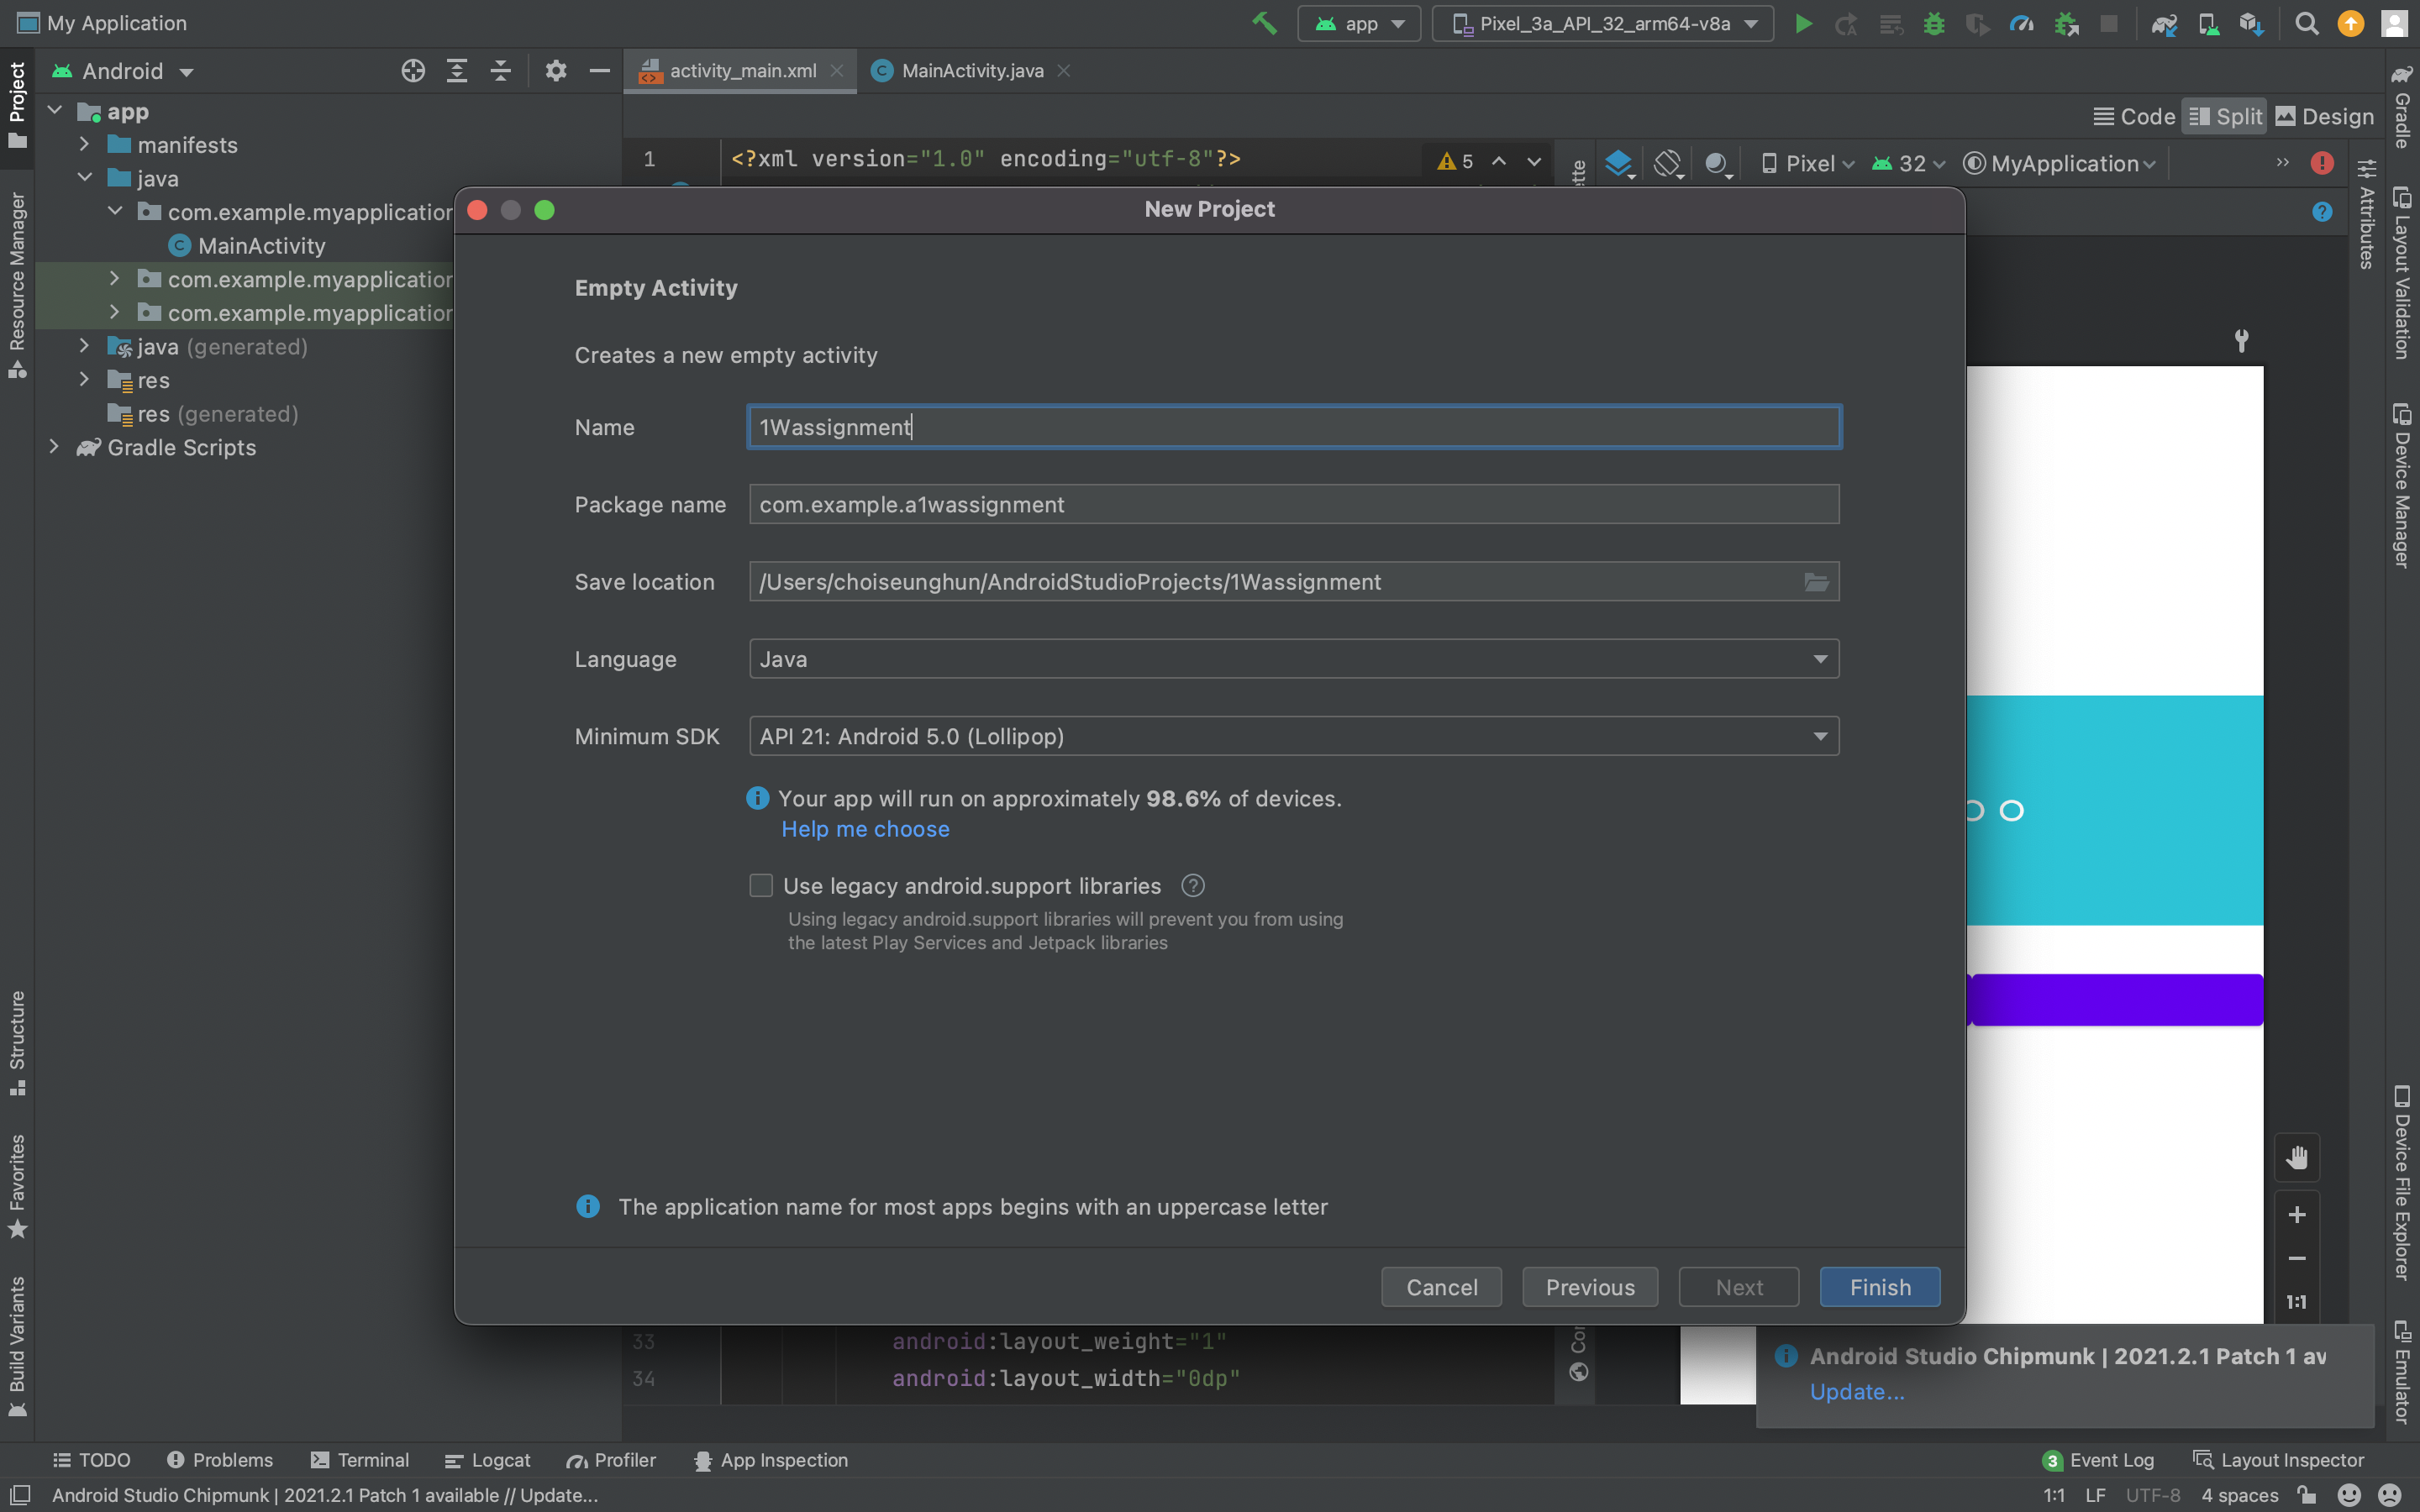 My Application
app
Pixel_3a_API_32_arm64-v8a
Project
Android
activity_main.xml
MainActivity.java
Gradle
app
manifests
java
com.example.myapplication
MainActivity
com.example.myapplication
com.example.myapplication
java (generated)
res
res (generated)
Gradle Scripts
Resource Manager
Code
Split
Design
1
<?xml version="1.0" encoding="utf-8"?>
5
Pixel
32
MyApplication
Attributes
Layout Validation
Device Manager
New Project
Empty Activity
Creates a new empty activity
Name
1Wassignment
Package name
com.example.a1wassignment
Save location
/Users/choiseunghun/AndroidStudioProjects/1Wassignment
Language
Java
Minimum SDK
API 21: Android 5.0 (Lollipop)
Your app will run on approximately 98.6% of devices.
Help me choose
Use legacy android.support libraries
Using legacy android.support libraries will prevent you from using
the latest Play Services and Jetpack libraries
The application name for most apps begins with an uppercase letter
Cancel
Previous
Next
Finish
Structure
Favorites
Build Variants
Device File Explorer
Emulator
1:1
33
android:layout_weight="1"
34
android:layout_width="0dp"
Android Studio Chipmunk | 2021.2.1 Patch 1 av
Update...
TODO
Problems
Terminal
Logcat
Profiler
App Inspection
3 Event Log
Layout Inspector
Android Studio Chipmunk | 2021.2.1 Patch 1 available // Update...
1:1
LF
UTF-8
4 spaces